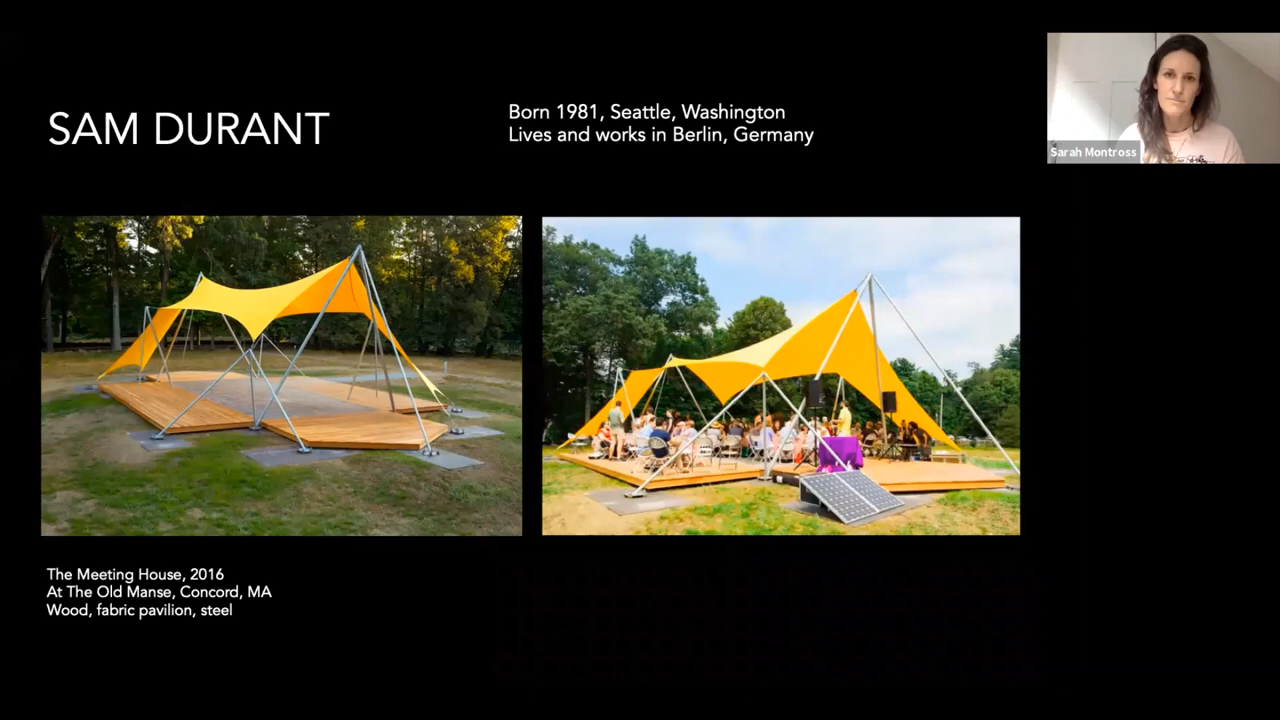 SAM DURANT
Born 1981, Seattle, Washington
Lives and works in Berlin, Germany
Sarah Montross
The Meeting House, 2016
At The Old Manse, Concord, MA
Wood, fabric pavilion, steel